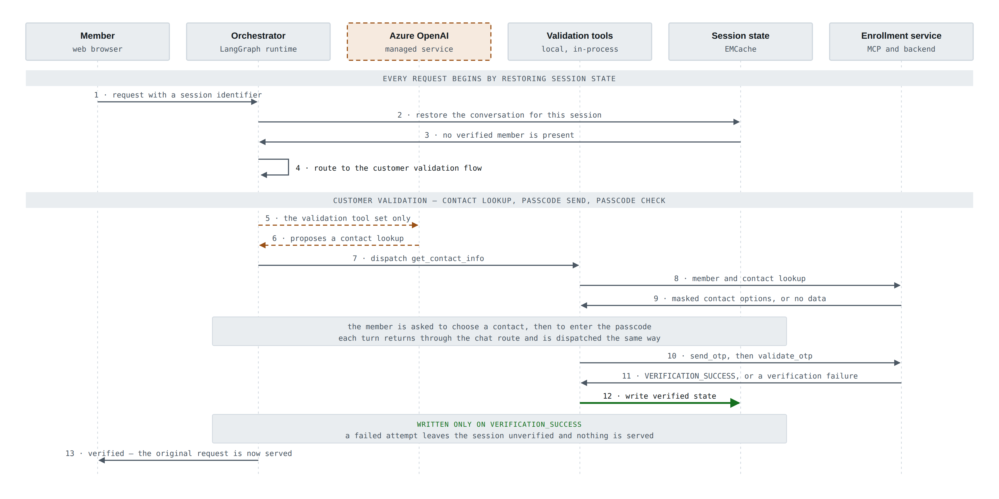 Member
web browser
Orchestrator
LangGraph runtime
Azure OpenAI
managed service
Validation tools
local, in-process
Session state
EMCache
Enrollment service
MCP and backend
EVERY REQUEST BEGINS BY RESTORING SESSION STATE
1 · request with a session identifier
2 · restore the conversation for this session
3 · no verified member is present
4 · route to the customer validation flow
CUSTOMER VALIDATION — CONTACT LOOKUP, PASSCODE SEND, PASSCODE CHECK
5 · the validation tool set only
6 · proposes a contact lookup
7 · dispatch get_contact_info
8 · member and contact lookup
9 · masked contact options, or no data
the member is asked to choose a contact, then to enter the passcode
each turn returns through the chat route and is dispatched the same way
10 · send_otp, then validate_otp
11 · VERIFICATION_SUCCESS, or a verification failure
12 · write verified state
WRITTEN ONLY ON VERIFICATION_SUCCESS
a failed attempt leaves the session unverified and nothing is served
13 · verified — the original request is now served